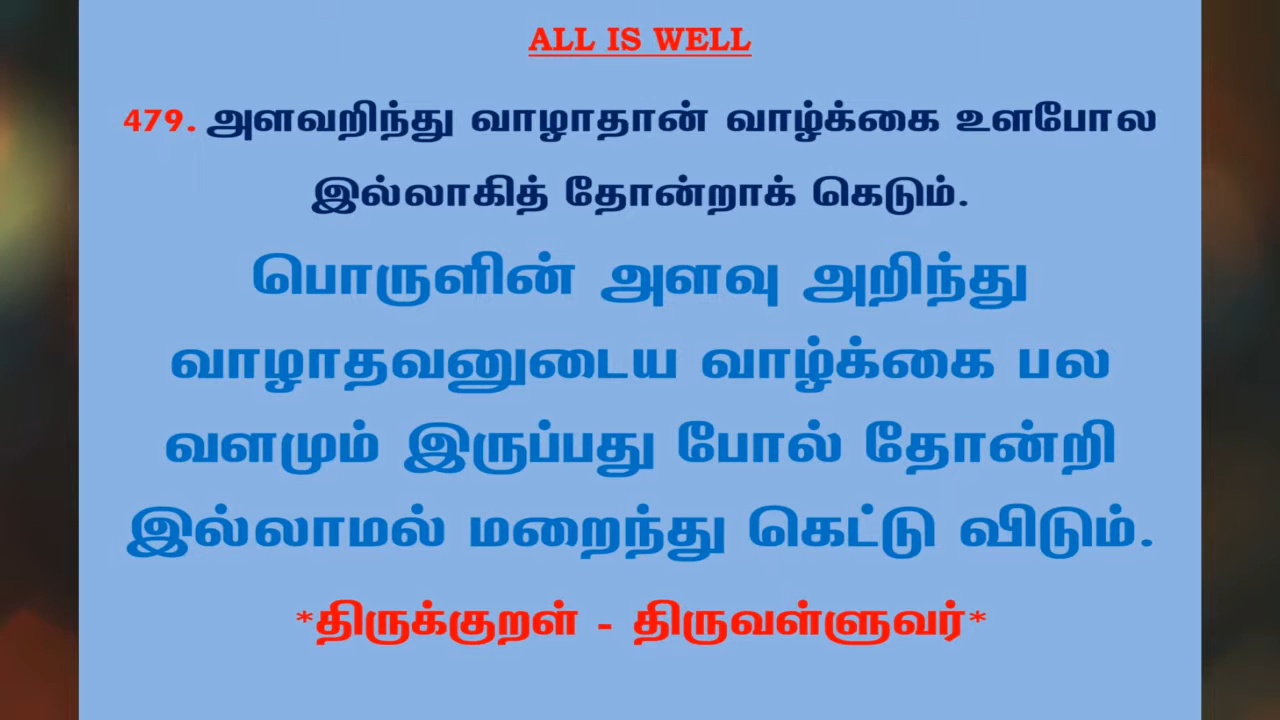 ALL IS WELL
479. அளவறிந்து வாழாதான் வாழ்க்கை உளபோல
இல்லாகித் தோன்றாக் கெடும்.
பொருளின் அளவு அறிந்து
வாழாதவனுடைய வாழ்க்கை பல
வளமும் இருப்பது போல் தோன்றி
இல்லாமல் மறைந்து கெட்டு விடும்.
*திருக்குறள் - திருவள்ளுவர்*